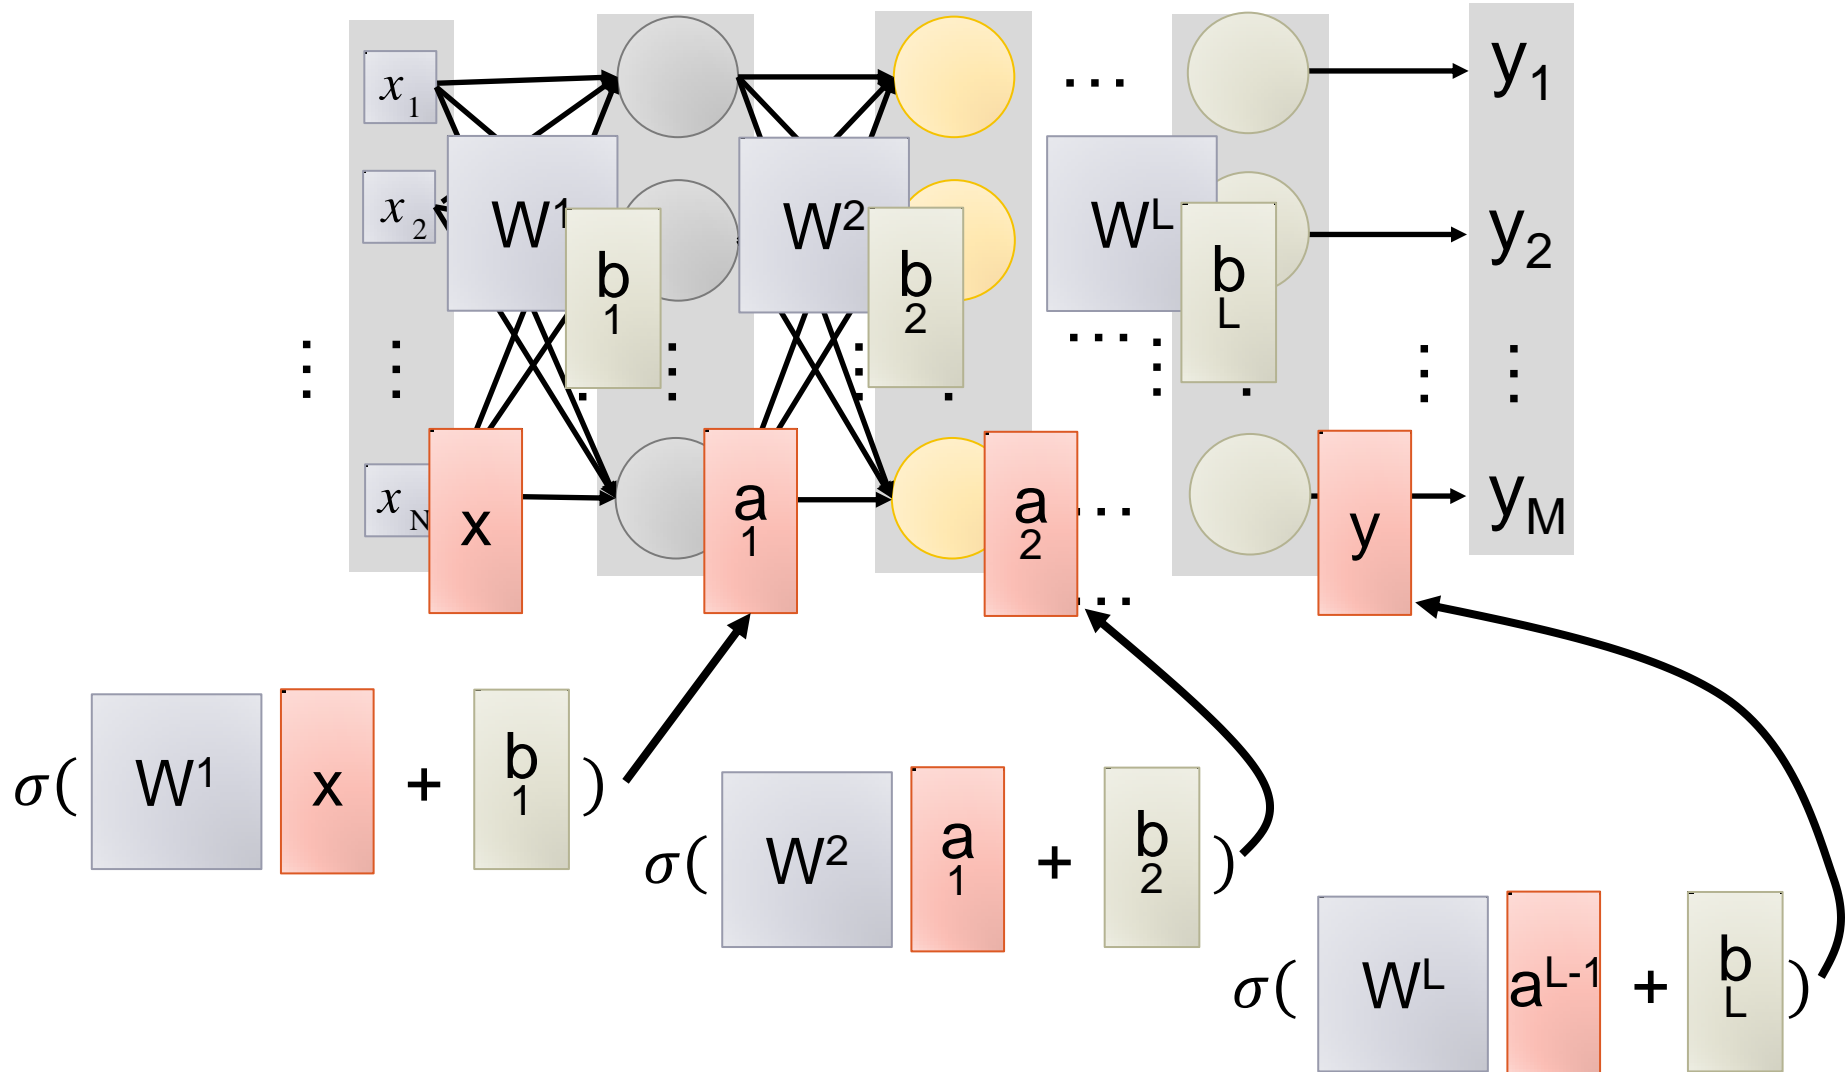 x1 … y1
x2 W1 b1 W2 b2 WL bL y2
⋮ ⋮ ⋮ ⋮ … ⋮ ⋮ ⋮
xN x a1 a2 … y yM
…
σ( W1 x + b1 )
σ( W2 a1 + b2 )
σ( WL aL-1 + bL )